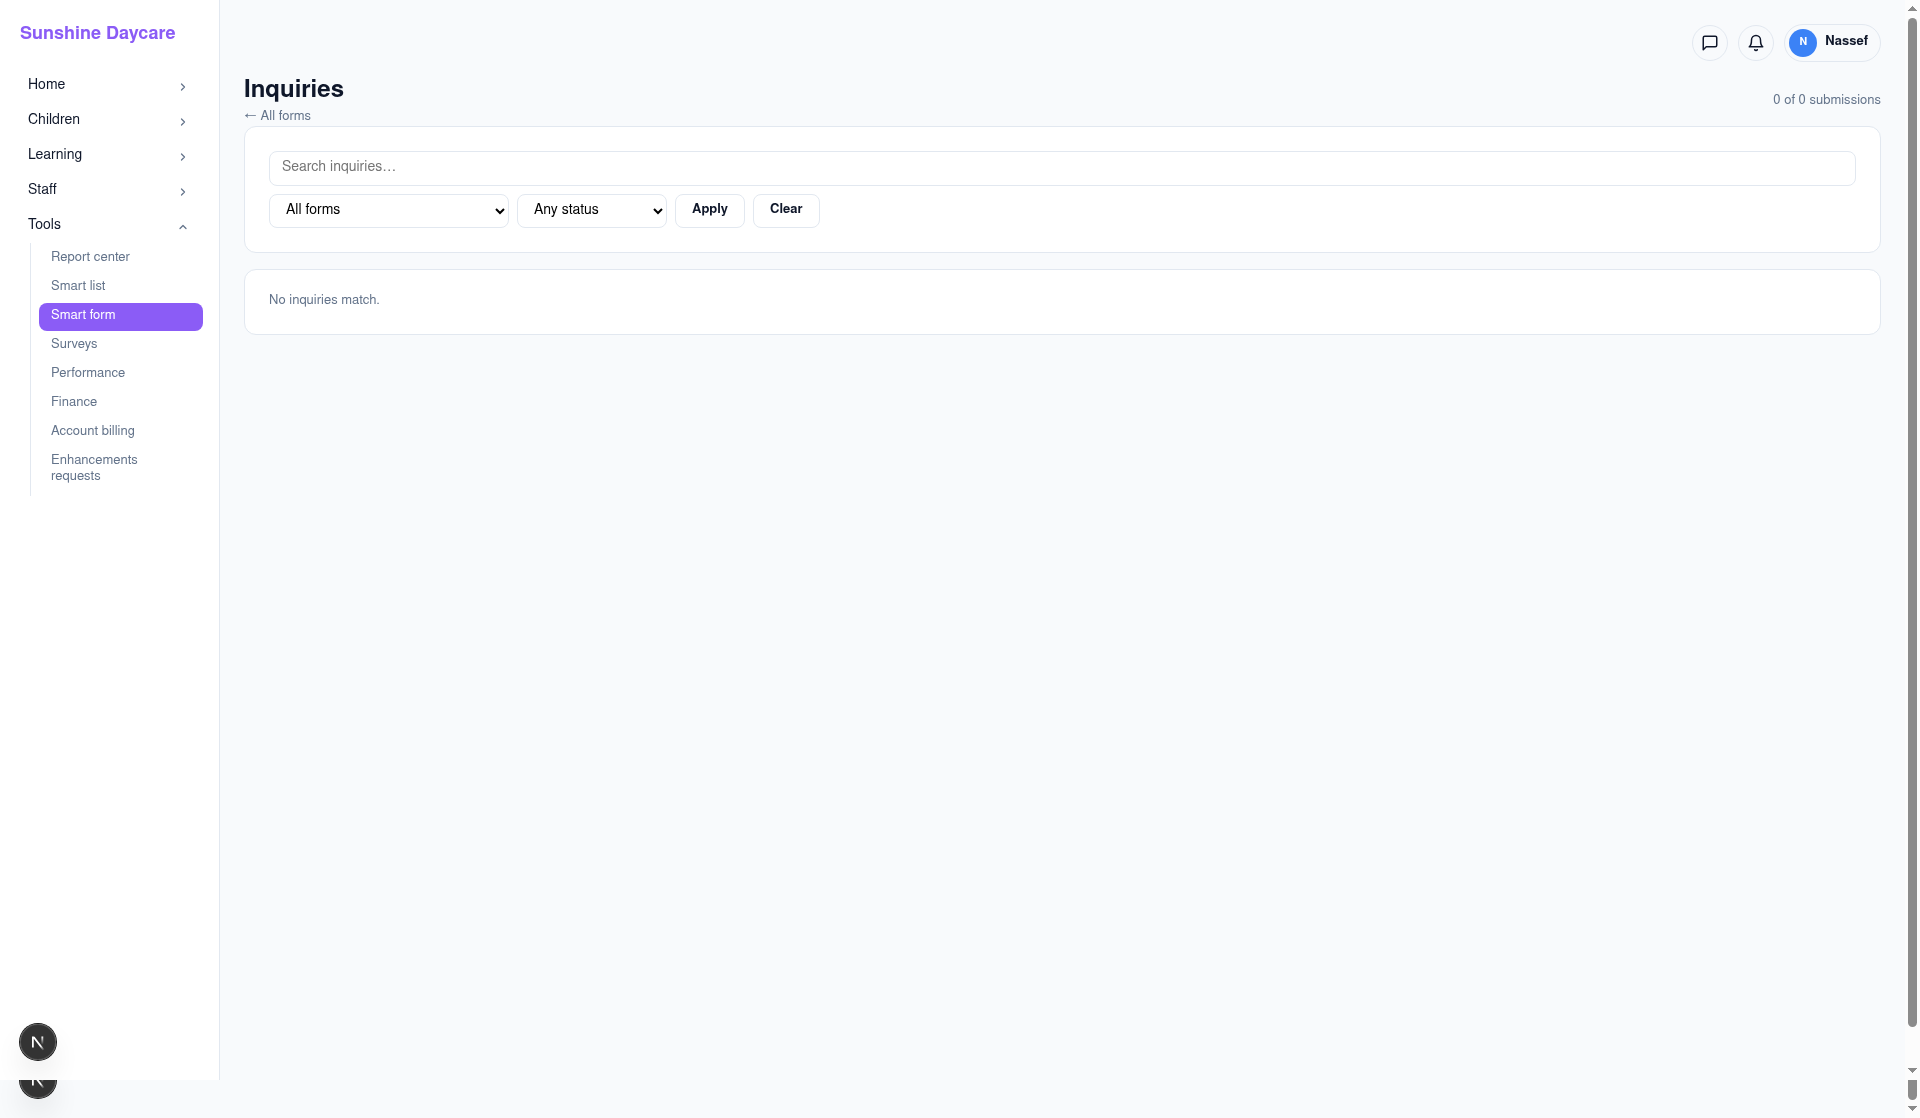 Sunshine Daycare
Home
Children
Learning
Staff
Tools
Report center
Smart list
Smart form
Surveys
Performance
Finance
Account billing
Enhancements
requests
N
N
N Nassef
Inquiries
← All forms
0 of 0 submissions
Search inquiries…
All forms Any status Apply Clear
No inquiries match.